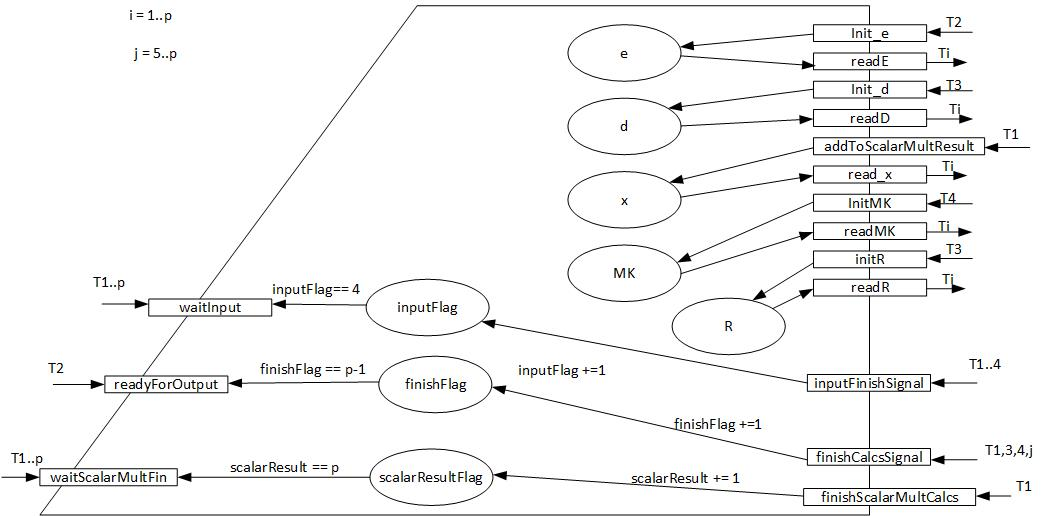 i = 1..p
j = 5..p
e
d
x
MK
R
Init_e
T2
readE
Ti
Init_d
T3
readD
Ti
addToScalarMultResult
T1
read_x
Ti
InitMK
T4
readMK
Ti
initR
T3
readR
Ti
T1..p
waitInput
inputFlag== 4
inputFlag
T2
readyForOutput
finishFlag == p-1
finishFlag
inputFlag +=1
inputFinishSignal
T1..4
finishFlag +=1
finishCalcsSignal
T1,3,4,j
T1..p
waitScalarMultFin
scalarResult == p
scalarResultFlag
scalarResult += 1
finishScalarMultCalcs
T1